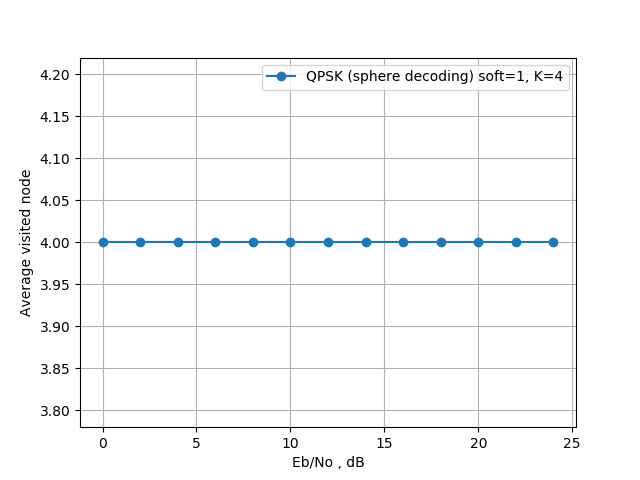 QPSK (sphere decoding) soft=1, K=4
4.20
4.15
4.10
4.05
4.00
3.95
3.90
3.85
3.80
Average visited node
0 5 10 15 20 25
Eb/No , dB